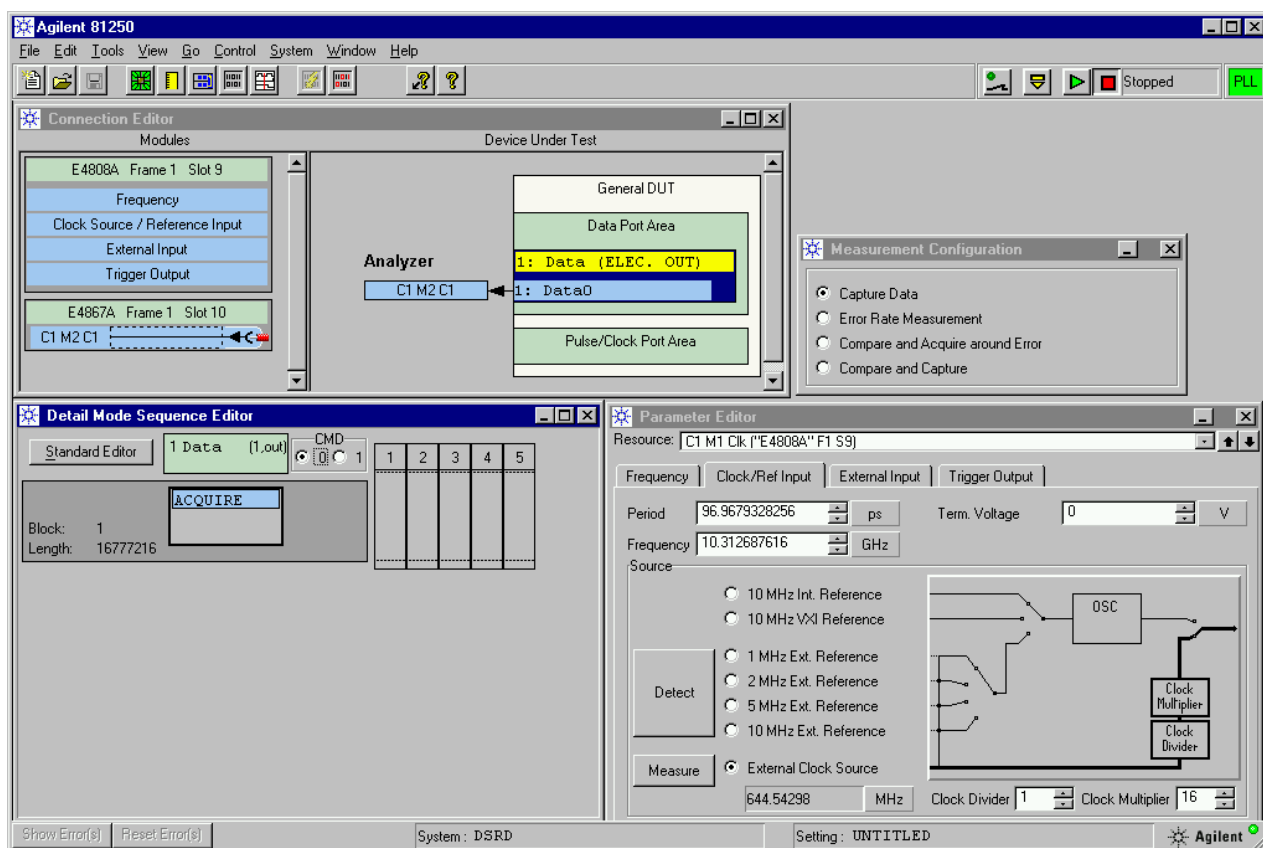 Agilent 81250
File Edit Tools View Go Control System Window Help
Stopped
PLL
Connection Editor
Modules
Device Under Test
E4808A Frame 1 Slot 9
Frequency
Clock Source / Reference Input
External Input
Trigger Output
E4867A Frame 1 Slot 10
C1 M2 C1
Analyzer
C1 M2 C1
General DUT
Data Port Area
1: Data (ELEC. OUT)
1: Data0
Pulse/Clock Port Area
Measurement Configuration
Capture Data
Error Rate Measurement
Compare and Acquire around Error
Compare and Capture
Detail Mode Sequence Editor
Standard Editor
1 Data (1,out)
CMD
0 1
1 2 3 4 5
ACQUIRE
Block: 1
Length: 16777216
Parameter Editor
Resource: C1 M1 Clk ("E4808A" F1 S9)
Frequency Clock/Ref Input External Input Trigger Output
Period 96.9679328256 ps Term. Voltage 0 V
Frequency 10.312687616 GHz
Source
10 MHz Int. Reference
10 MHz VXI Reference
1 MHz Ext. Reference
2 MHz Ext. Reference
5 MHz Ext. Reference
10 MHz Ext. Reference
Detect
Measure
External Clock Source
644.54298 MHz
OSC
Clock
Multiplier
Clock
Divider
Clock Divider 1 Clock Multiplier 16
Show Error(s) Reset Error(s) System : DSRD Setting : UNTITLED Agilent